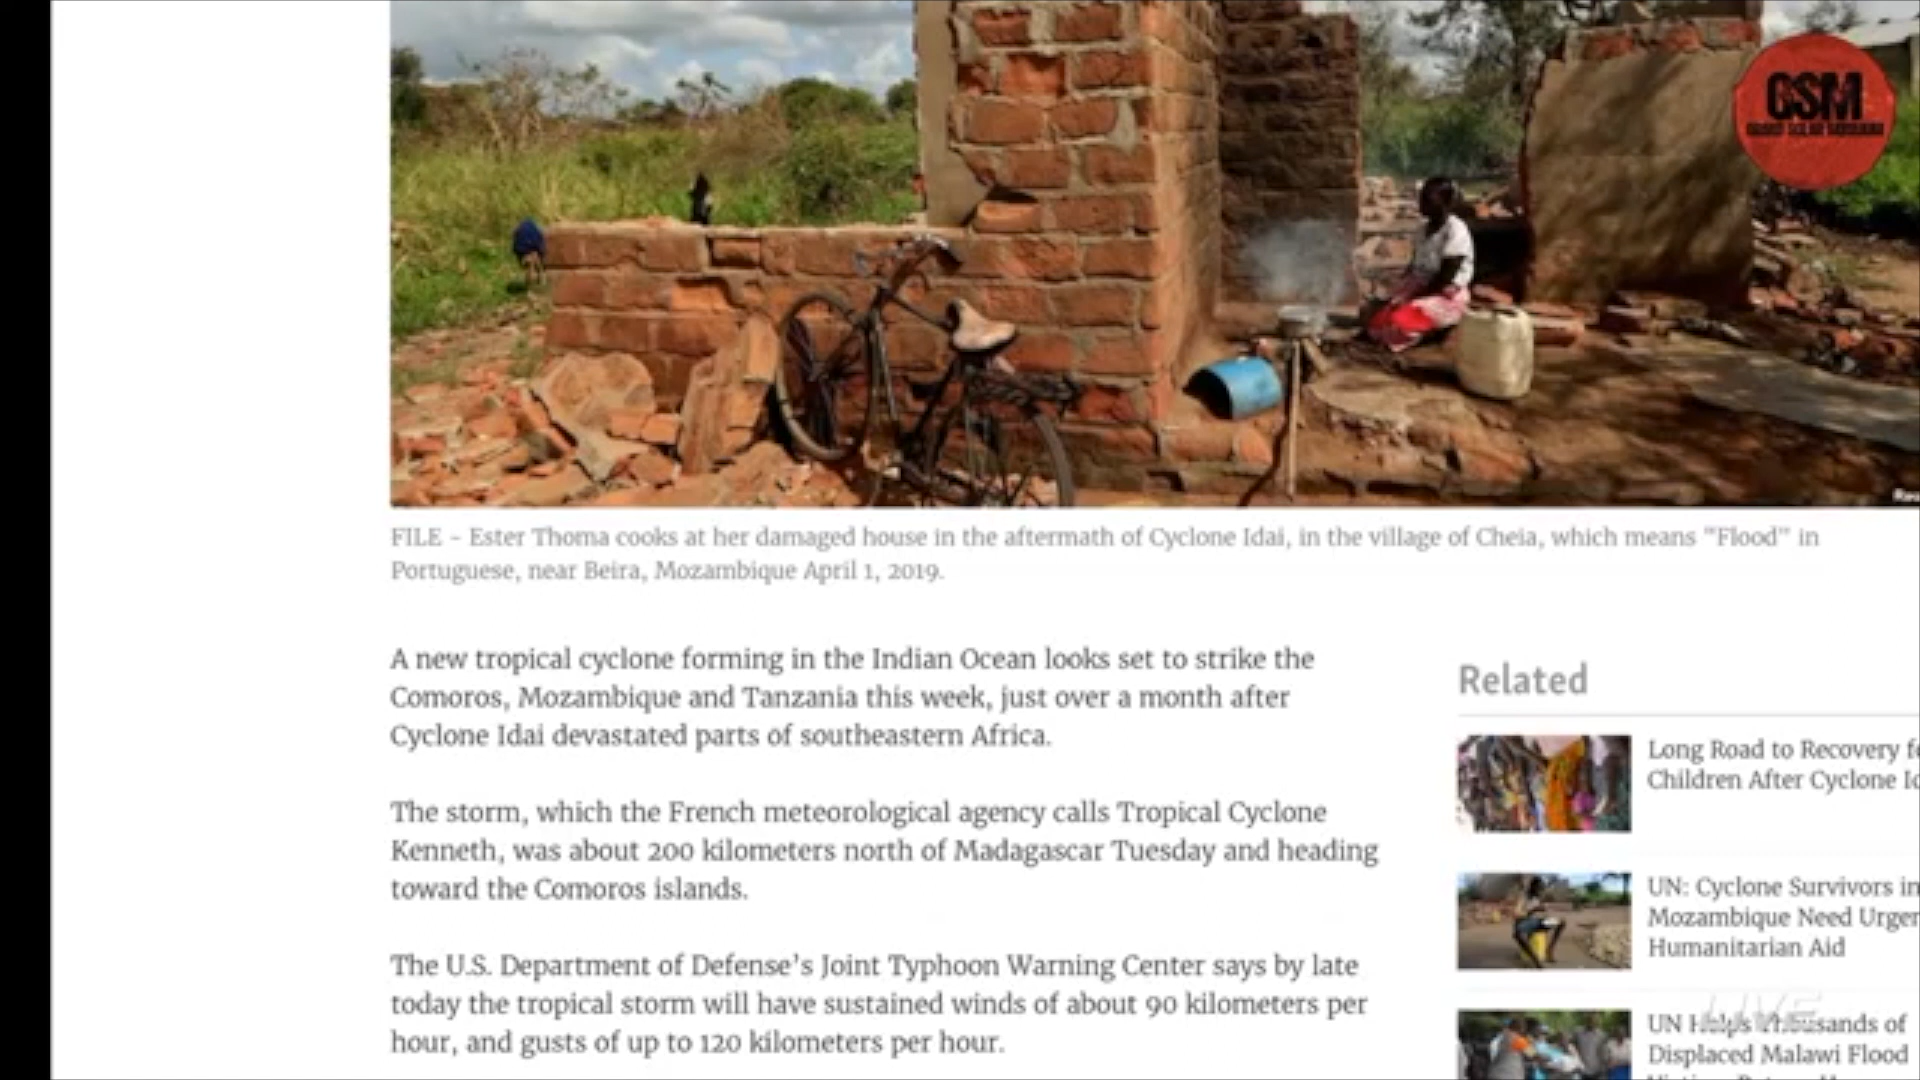 GSM
FILE - Ester Thoma cooks at her damaged house in the aftermath of Cyclone Idai, in the village of Cheia, which means "Flood" in
Portuguese, near Beira, Mozambique April 1, 2019.
A new tropical cyclone forming in the Indian Ocean looks set to strike the
Comoros, Mozambique and Tanzania this week, just over a month after
Cyclone Idai devastated parts of southeastern Africa.
The storm, which the French meteorological agency calls Tropical Cyclone
Kenneth, was about 200 kilometers north of Madagascar Tuesday and heading
toward the Comoros islands.
The U.S. Department of Defense's Joint Typhoon Warning Center says by late
today the tropical storm will have sustained winds of about 90 kilometers per
hour, and gusts of up to 120 kilometers per hour.
Related
Long Road to Recovery
Children After Cyclone
UN: Cyclone Survivors in
Mozambique Need
Humanitarian Aid
LIVE
UN Helps Thousands of
Displaced Malawi Flood